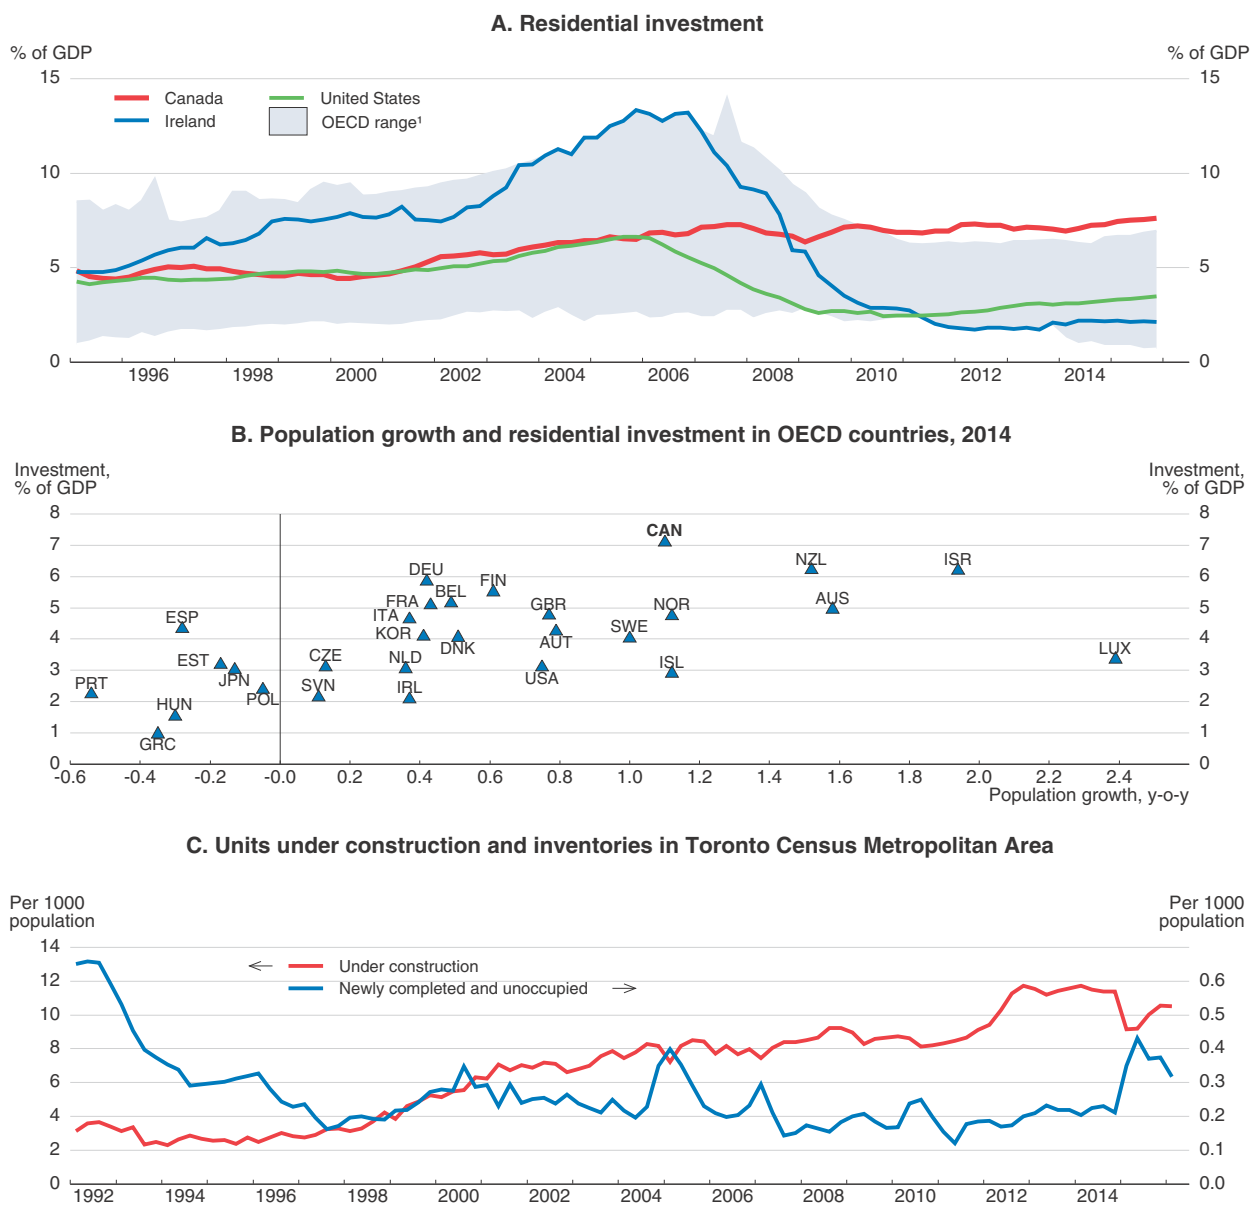 A. Residential investment
% of GDP
% of GDP
15
15
Canada
United States
Ireland
OECD range¹
10
10
5
5
0
0
1996
1998
2000
2002
2004
2006
2008
2010
2012
2014
B. Population growth and residential investment in OECD countries, 2014
Investment,
% of GDP
Investment,
% of GDP
8
8
CAN
7
7
NZL
ISR
DEU
FIN
6
6
BEL
FRA
GBR
NOR
AUS
ESP
ITA
5
5
KOR
SWE
DNK
AUT
4
4
EST
CZE
NLD
ISL
LUX
3
3
PRT
JPN
SVN
IRL
USA
POL
2
2
HUN
1
1
GRC
0
0
-0.6
-0.4
-0.2
-0.0
0.2
0.4
0.6
0.8
1.0
1.2
1.4
1.6
1.8
2.0
2.2
2.4
Population growth, y-o-y
C. Units under construction and inventories in Toronto Census Metropolitan Area
Per 1000
population
Per 1000
population
14
Under construction
Newly completed and unoccupied
12
0.6
10
0.5
8
0.4
6
0.3
4
0.2
2
0.1
0
0.0
1992
1994
1996
1998
2000
2002
2004
2006
2008
2010
2012
2014